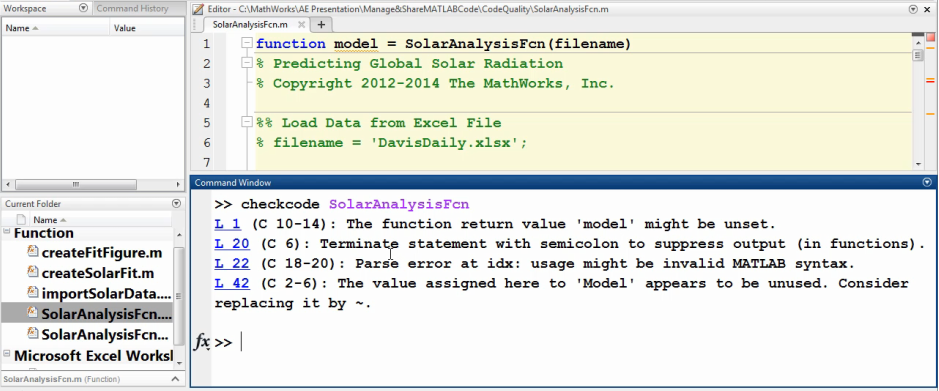 Workspace
Command History
Name
Value
Current Folder
Name
Function
createFitFigure.m
createSolarFit.m
importSolarData....
SolarAnalysisFcn....
SolarAnalysisFcn...
Microsoft Excel Worksl
SolarAnalysisFcn.m (Function)
Editor - C:\MathWorks\AE Presentation\Manage&ShareMATLABCode\CodeQuality\SolarAnalysisFcn.m
SolarAnalysisFcn.m × +
1 function model = SolarAnalysisFcn(filename)
2 % Predicting Global Solar Radiation
3 % Copyright 2012-2014 The MathWorks, Inc.
4
5 %% Load Data from Excel File
6 % filename = 'DavisDaily.xlsx';
7
Command Window
>> checkcode SolarAnalysisFcn
L 1 (C 10-14): The function return value 'model' might be unset.
L 20 (C 6): Terminate statement with semicolon to suppress output (in functions).
L 22 (C 18-20): Parse error at idx: usage might be invalid MATLAB syntax.
L 42 (C 2-6): The value assigned here to 'Model' appears to be unused. Consider
replacing it by ~.
fx >>